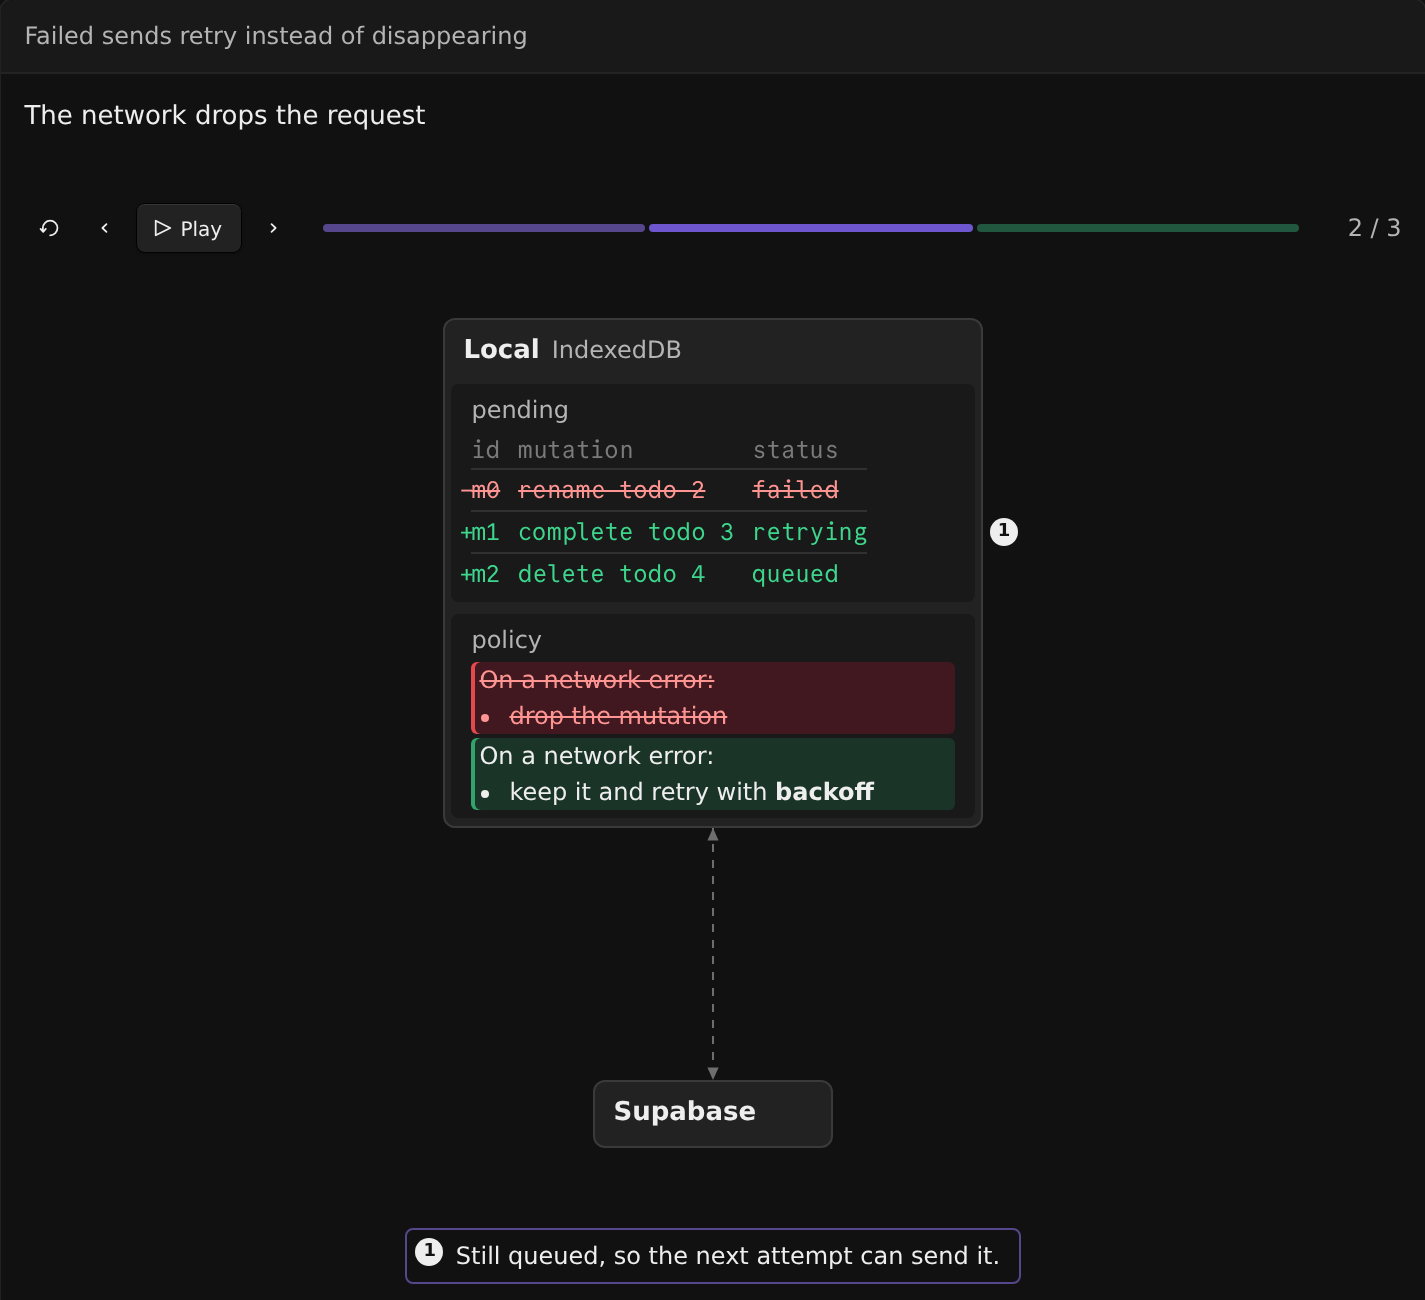 Failed sends retry instead of disappearing
The network drops the request
Play
2 / 3
Local IndexedDB
pending
id mutation status
-m0 rename todo 2 failed
+m1 complete todo 3 retrying
1
+m2 delete todo 4 queued
policy
On a network error:
• drop the mutation
On a network error:
• keep it and retry with backoff
Supabase
1 Still queued, so the next attempt can send it.